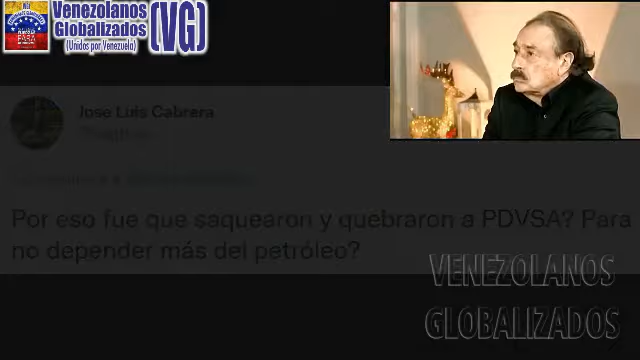 Venezolanos
Globalizados
(Unidos por Venezuela)
(VG)
Jose Luis Cabrera
Por eso fue que saquearon y quebraron a PDVSA? Para
no depender más del petróleo?
VENEZOLANOS
GLOBALIZADOS